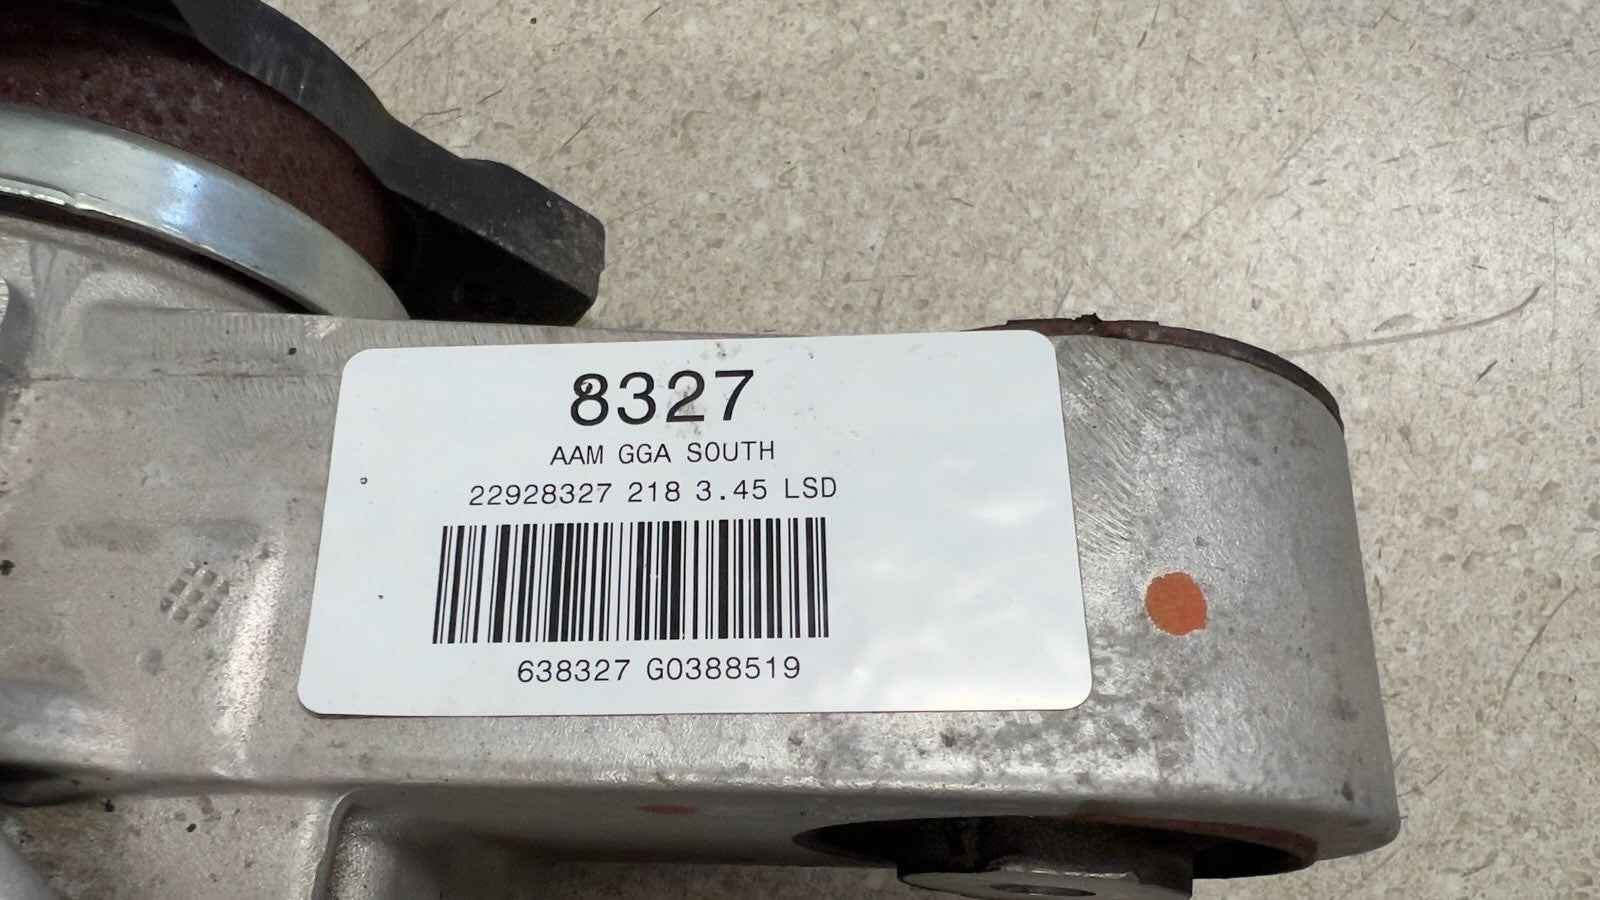 8327
AAM GGA SOUTH
22928327 218 3.45 LSD
638327 G0388519